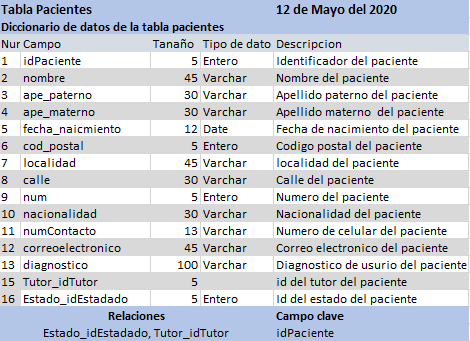 Tabla Pacientes 12 de Mayo del 2020
Diccionario de datos de la tabla pacientes
Nur Campo Tanaño Tipo de dato Descripcion
1 idPaciente 5 Entero Identificador del paciente
2 nombre 45 Varchar Nombre del paciente
3 ape_paterno 30 Varchar Apellido paterno del paciente
4 ape_materno 30 Varchar Apellido materno del paciente
5 fecha_naicmiento 12 Date Fecha de nacimiento del paciente
6 cod_postal 5 Entero Codigo postal del paciente
7 localidad 45 Varchar localidad del paciente
8 calle 30 Varchar Calle del paciente
9 num 5 Entero Numero del paciente
10 nacionalidad 30 Varchar Nacionalidad del paciente
11 numContacto 13 Varchar Numero de celular del paciente
12 correoelectronico 45 Varchar Correo electronico del paciente
13 diagnostico 100 Varchar Diagnostico de usurio del paciente
15 Tutor_idTutor 5 id del Tutor del paciente
16 Estado_idEstadado 5 Entero Id del estado del paciente
Relaciones Campo clave
Estado_idEstadado, Tutor_idTutor idPaciente